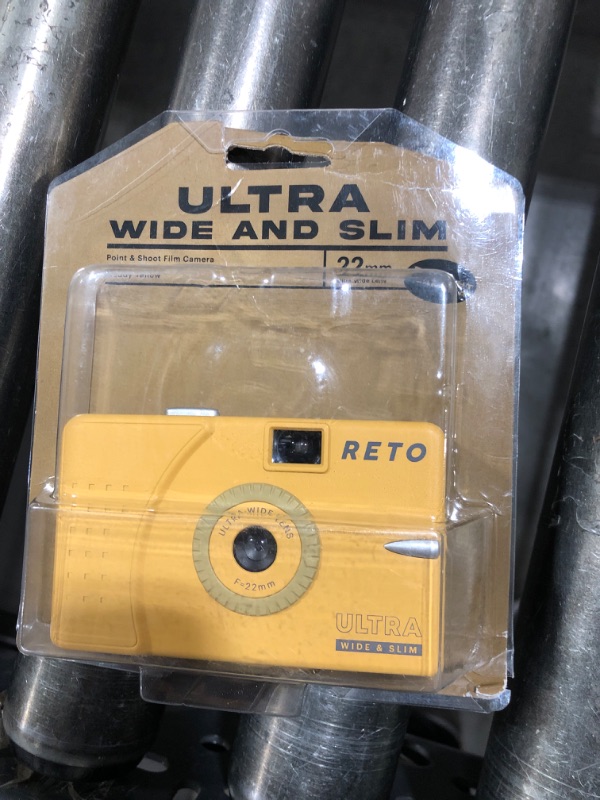 ULTRA
WIDE AND SLIM
Point & Shoot Film Camera
22mm
RETO
ULTRA WIDE LENS
F=22mm
ULTRA
WIDE & SLIM